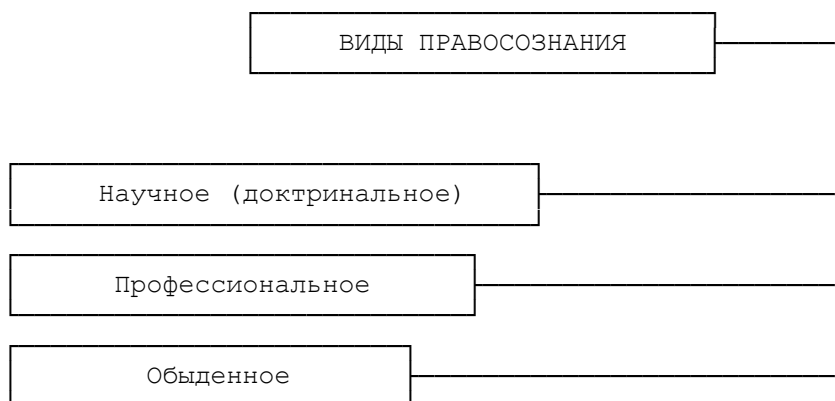 ВИДЫ ПРАВОСОЗНАНИЯ
Научное (доктринальное)
Профессиональное
Обыденное